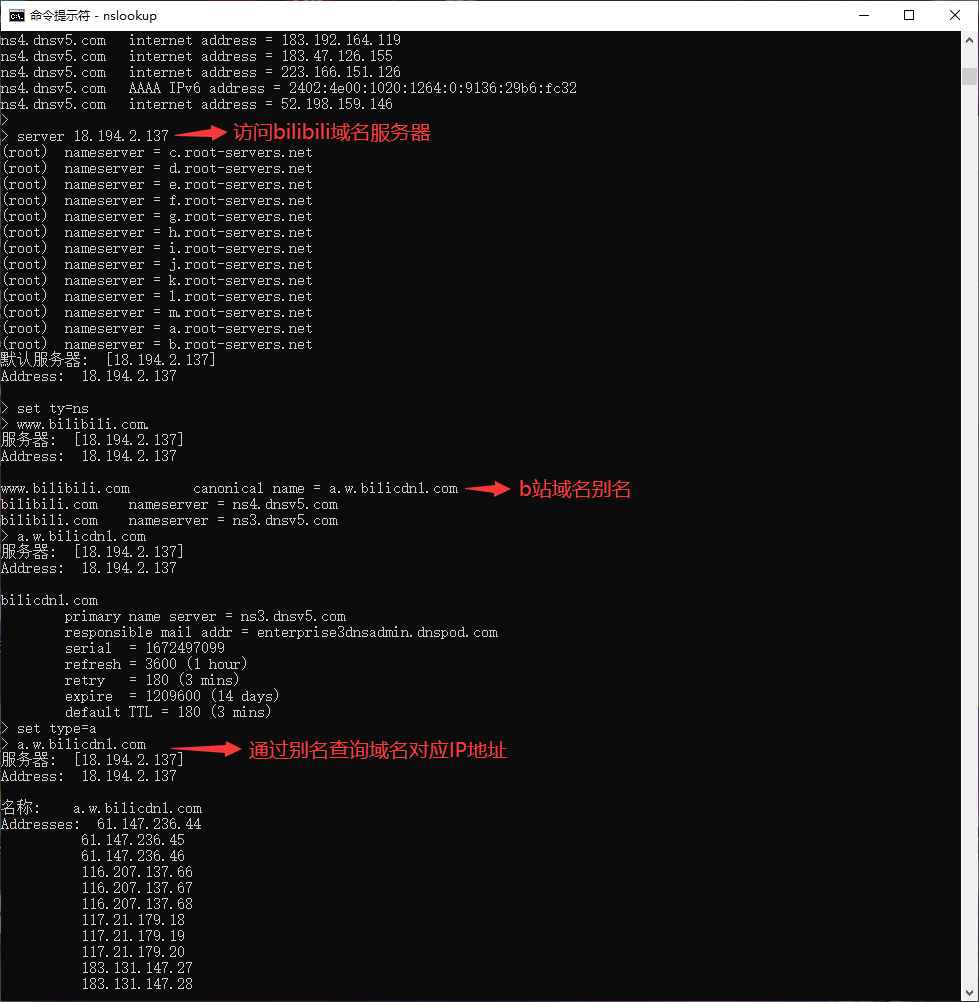 命令提示符 - nslookup
ns4.dnsv5.com   internet address = 183.192.164.119
ns4.dnsv5.com   internet address = 183.47.126.155
ns4.dnsv5.com   internet address = 223.166.151.126
ns4.dnsv5.com   AAAA IPv6 address = 2402:4e00:1020:1264:0:9136:29b6:fc32
ns4.dnsv5.com   internet address = 52.198.159.146
>
> server 18.194.2.137 访问bilibili域名服务器
(root)  nameserver = c.root-servers.net
(root)  nameserver = d.root-servers.net
(root)  nameserver = e.root-servers.net
(root)  nameserver = f.root-servers.net
(root)  nameserver = g.root-servers.net
(root)  nameserver = h.root-servers.net
(root)  nameserver = i.root-servers.net
(root)  nameserver = j.root-servers.net
(root)  nameserver = k.root-servers.net
(root)  nameserver = l.root-servers.net
(root)  nameserver = m.root-servers.net
(root)  nameserver = a.root-servers.net
(root)  nameserver = b.root-servers.net
默认服务器:  [18.194.2.137]
Address:  18.194.2.137
> set ty=ns
> www.bilibili.com.
服务器:  [18.194.2.137]
Address:  18.194.2.137
www.bilibili.com        canonical name = a.w.bilicdn1.com b站域名别名
bilibili.com    nameserver = ns4.dnsv5.com
bilibili.com    nameserver = ns3.dnsv5.com
> a.w.bilicdn1.com
服务器:  [18.194.2.137]
Address:  18.194.2.137
bilicdn1.com
        primary name server = ns3.dnsv5.com
        responsible mail addr = enterprise3dnsadmin.dnspod.com
        serial  = 1672497099
        refresh = 3600 (1 hour)
        retry   = 180 (3 mins)
        expire  = 1209600 (14 days)
        default TTL = 180 (3 mins)
> set type=a
> a.w.bilicdn1.com 通过别名查询域名对应IP地址
服务器:  [18.194.2.137]
Address:  18.194.2.137
名称:    a.w.bilicdn1.com
Addresses:  61.147.236.44
          61.147.236.45
          61.147.236.46
          116.207.137.66
          116.207.137.67
          116.207.137.68
          117.21.179.18
          117.21.179.19
          117.21.179.20
          183.131.147.27
          183.131.147.28